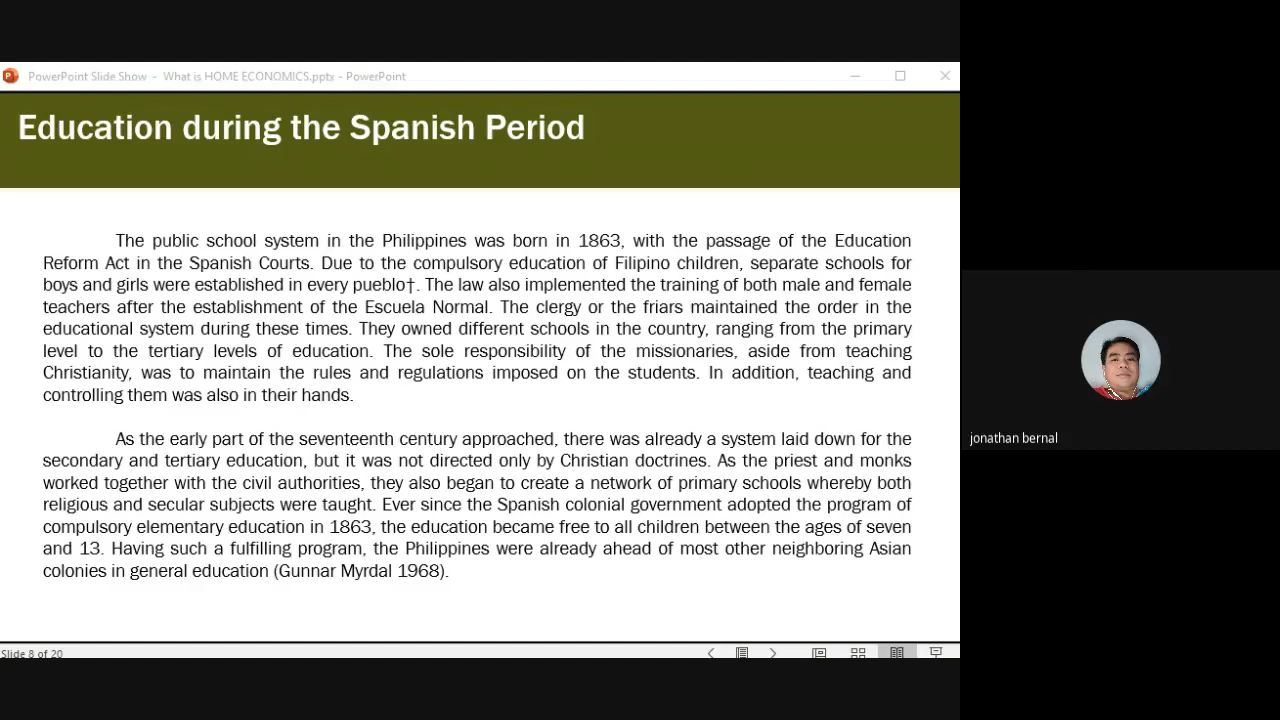 PowerPoint Slide Show - What is HOME ECONOMICS.pptx - PowerPoint
Education during the Spanish Period
The public school system in the Philippines was born in 1863, with the passage of the Education
Reform Act in the Spanish Courts. Due to the compulsory education of Filipino children, separate schools for
boys and girls were established in every pueblo†. The law also implemented the training of both male and female
teachers after the establishment of the Escuela Normal. The clergy or the friars maintained the order in the
educational system during these times. They owned different schools in the country, ranging from the primary
level to the tertiary levels of education. The sole responsibility of the missionaries, aside from teaching
Christianity, was to maintain the rules and regulations imposed on the students. In addition, teaching and
controlling them was also in their hands.
As the early part of the seventeenth century approached, there was already a system laid down for the
secondary and tertiary education, but it was not directed only by Christian doctrines. As the priest and monks
worked together with the civil authorities, they also began to create a network of primary schools whereby both
religious and secular subjects were taught. Ever since the Spanish colonial government adopted the program of
compulsory elementary education in 1863, the education became free to all children between the ages of seven
and 13. Having such a fulfilling program, the Philippines were already ahead of most other neighboring Asian
colonies in general education (Gunnar Myrdal 1968).
Slide 8 of 20
jonathan bernal